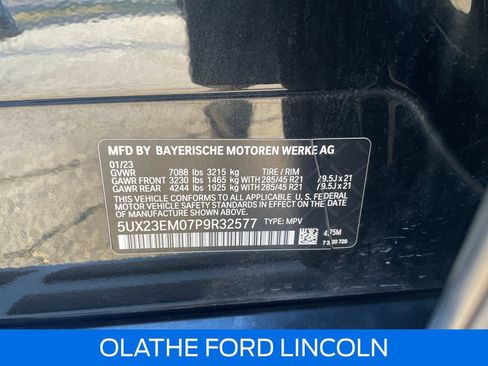 MFD BY BAYERISCHE MOTOREN WERKE AG
01/23
GVWR 7088 lbs 3215 kg TIRE / RIM
GAWR FRONT 3230 lbs 1465 kg WITH 285/45 R21 / 9.5J x 21
GAWR REAR 4244 lbs 1925 kg WITH 285/45 R21 / 9.5J x 21
THIS VEHICLE CONFORMS TO ALL APPLICABLE U.S. FEDERAL
MOTOR VEHICLE SAFETY STANDARDS IN EFFECT ON THE
DATE OF MANUFACTURE SHOWN ABOVE.
5UX23EM07P9R32577 TYPE: MPV
OLATHE FORD LINCOLN